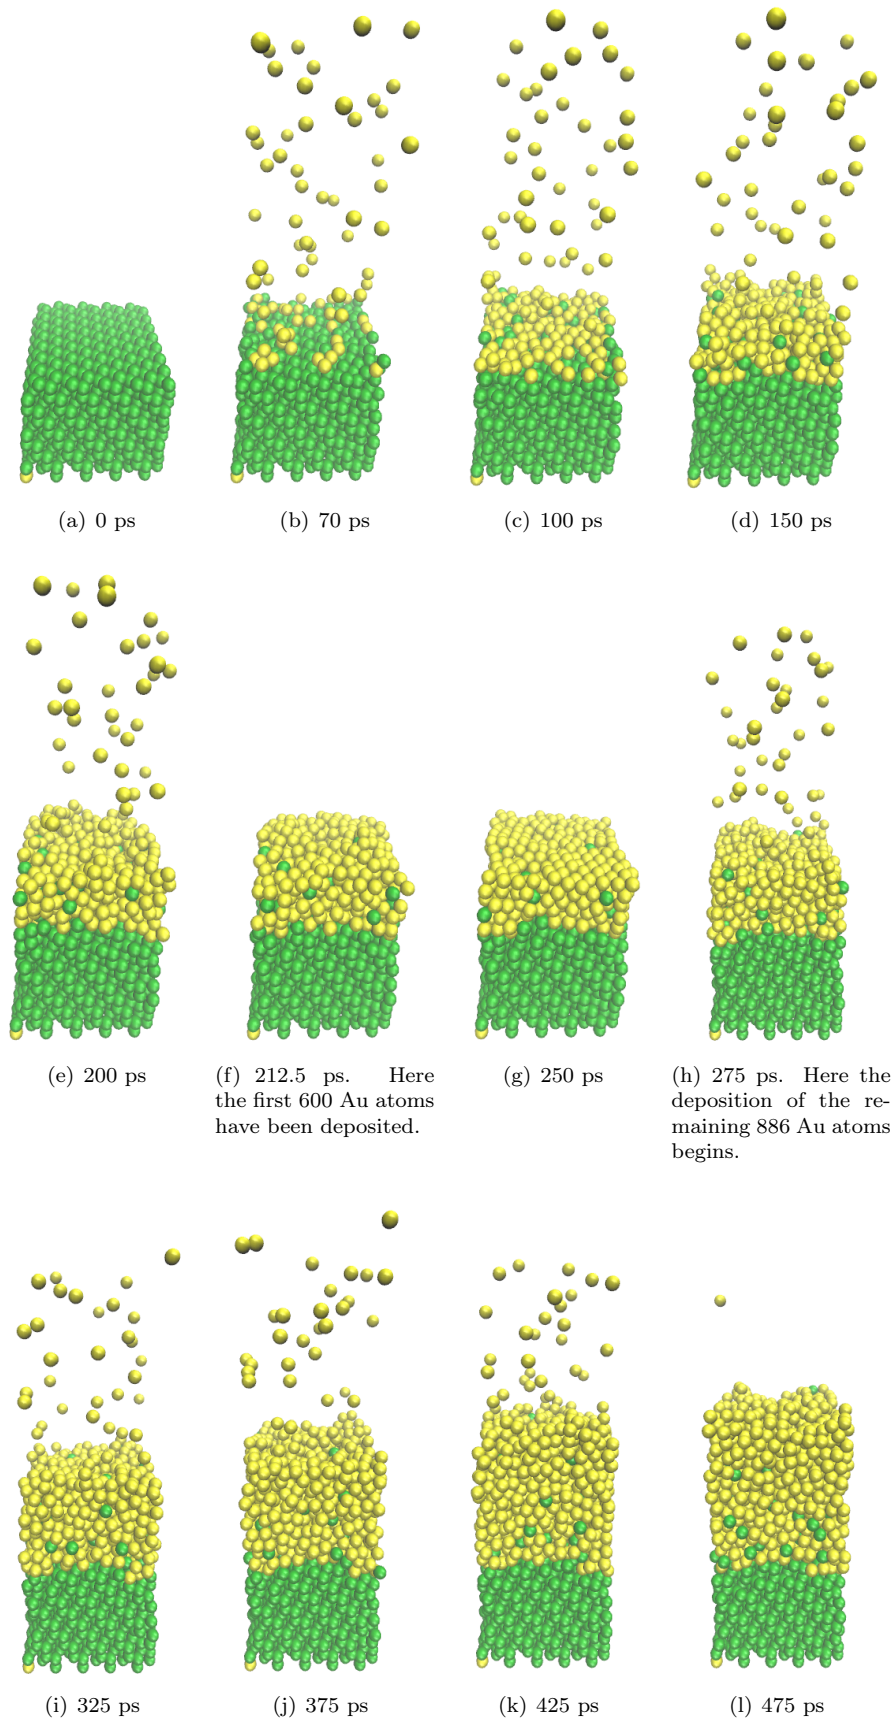 (a) 0 ps
(b) 70 ps
(c) 100 ps
(d) 150 ps
(e) 200 ps
(f) 212.5 ps. Here
the first 600 Au atoms
have been deposited.
(g) 250 ps
(h) 275 ps. Here the
deposition of the re-
maining 886 Au atoms
begins.
(i) 325 ps
(j) 375 ps
(k) 425 ps
(l) 475 ps